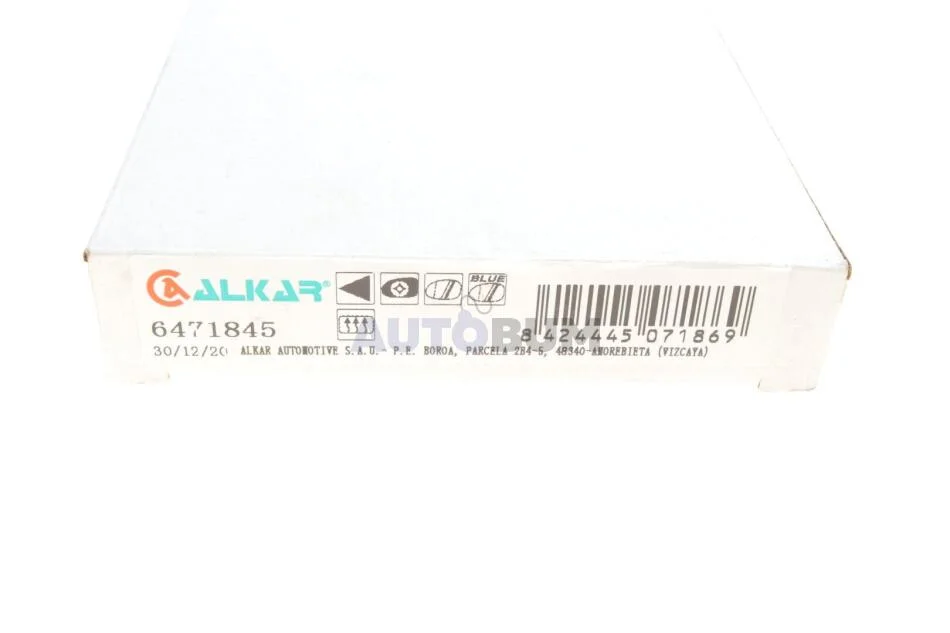 ALKAR®
BLUE
6471845
AUTOBUM
8 424445 071869
30/12/20 ALKAR AUTOMOTIVE S.A.U.- P.E. BOROA, PARCELA 2B4-5, 48340-AMOREBIETA (VIZCAYA)